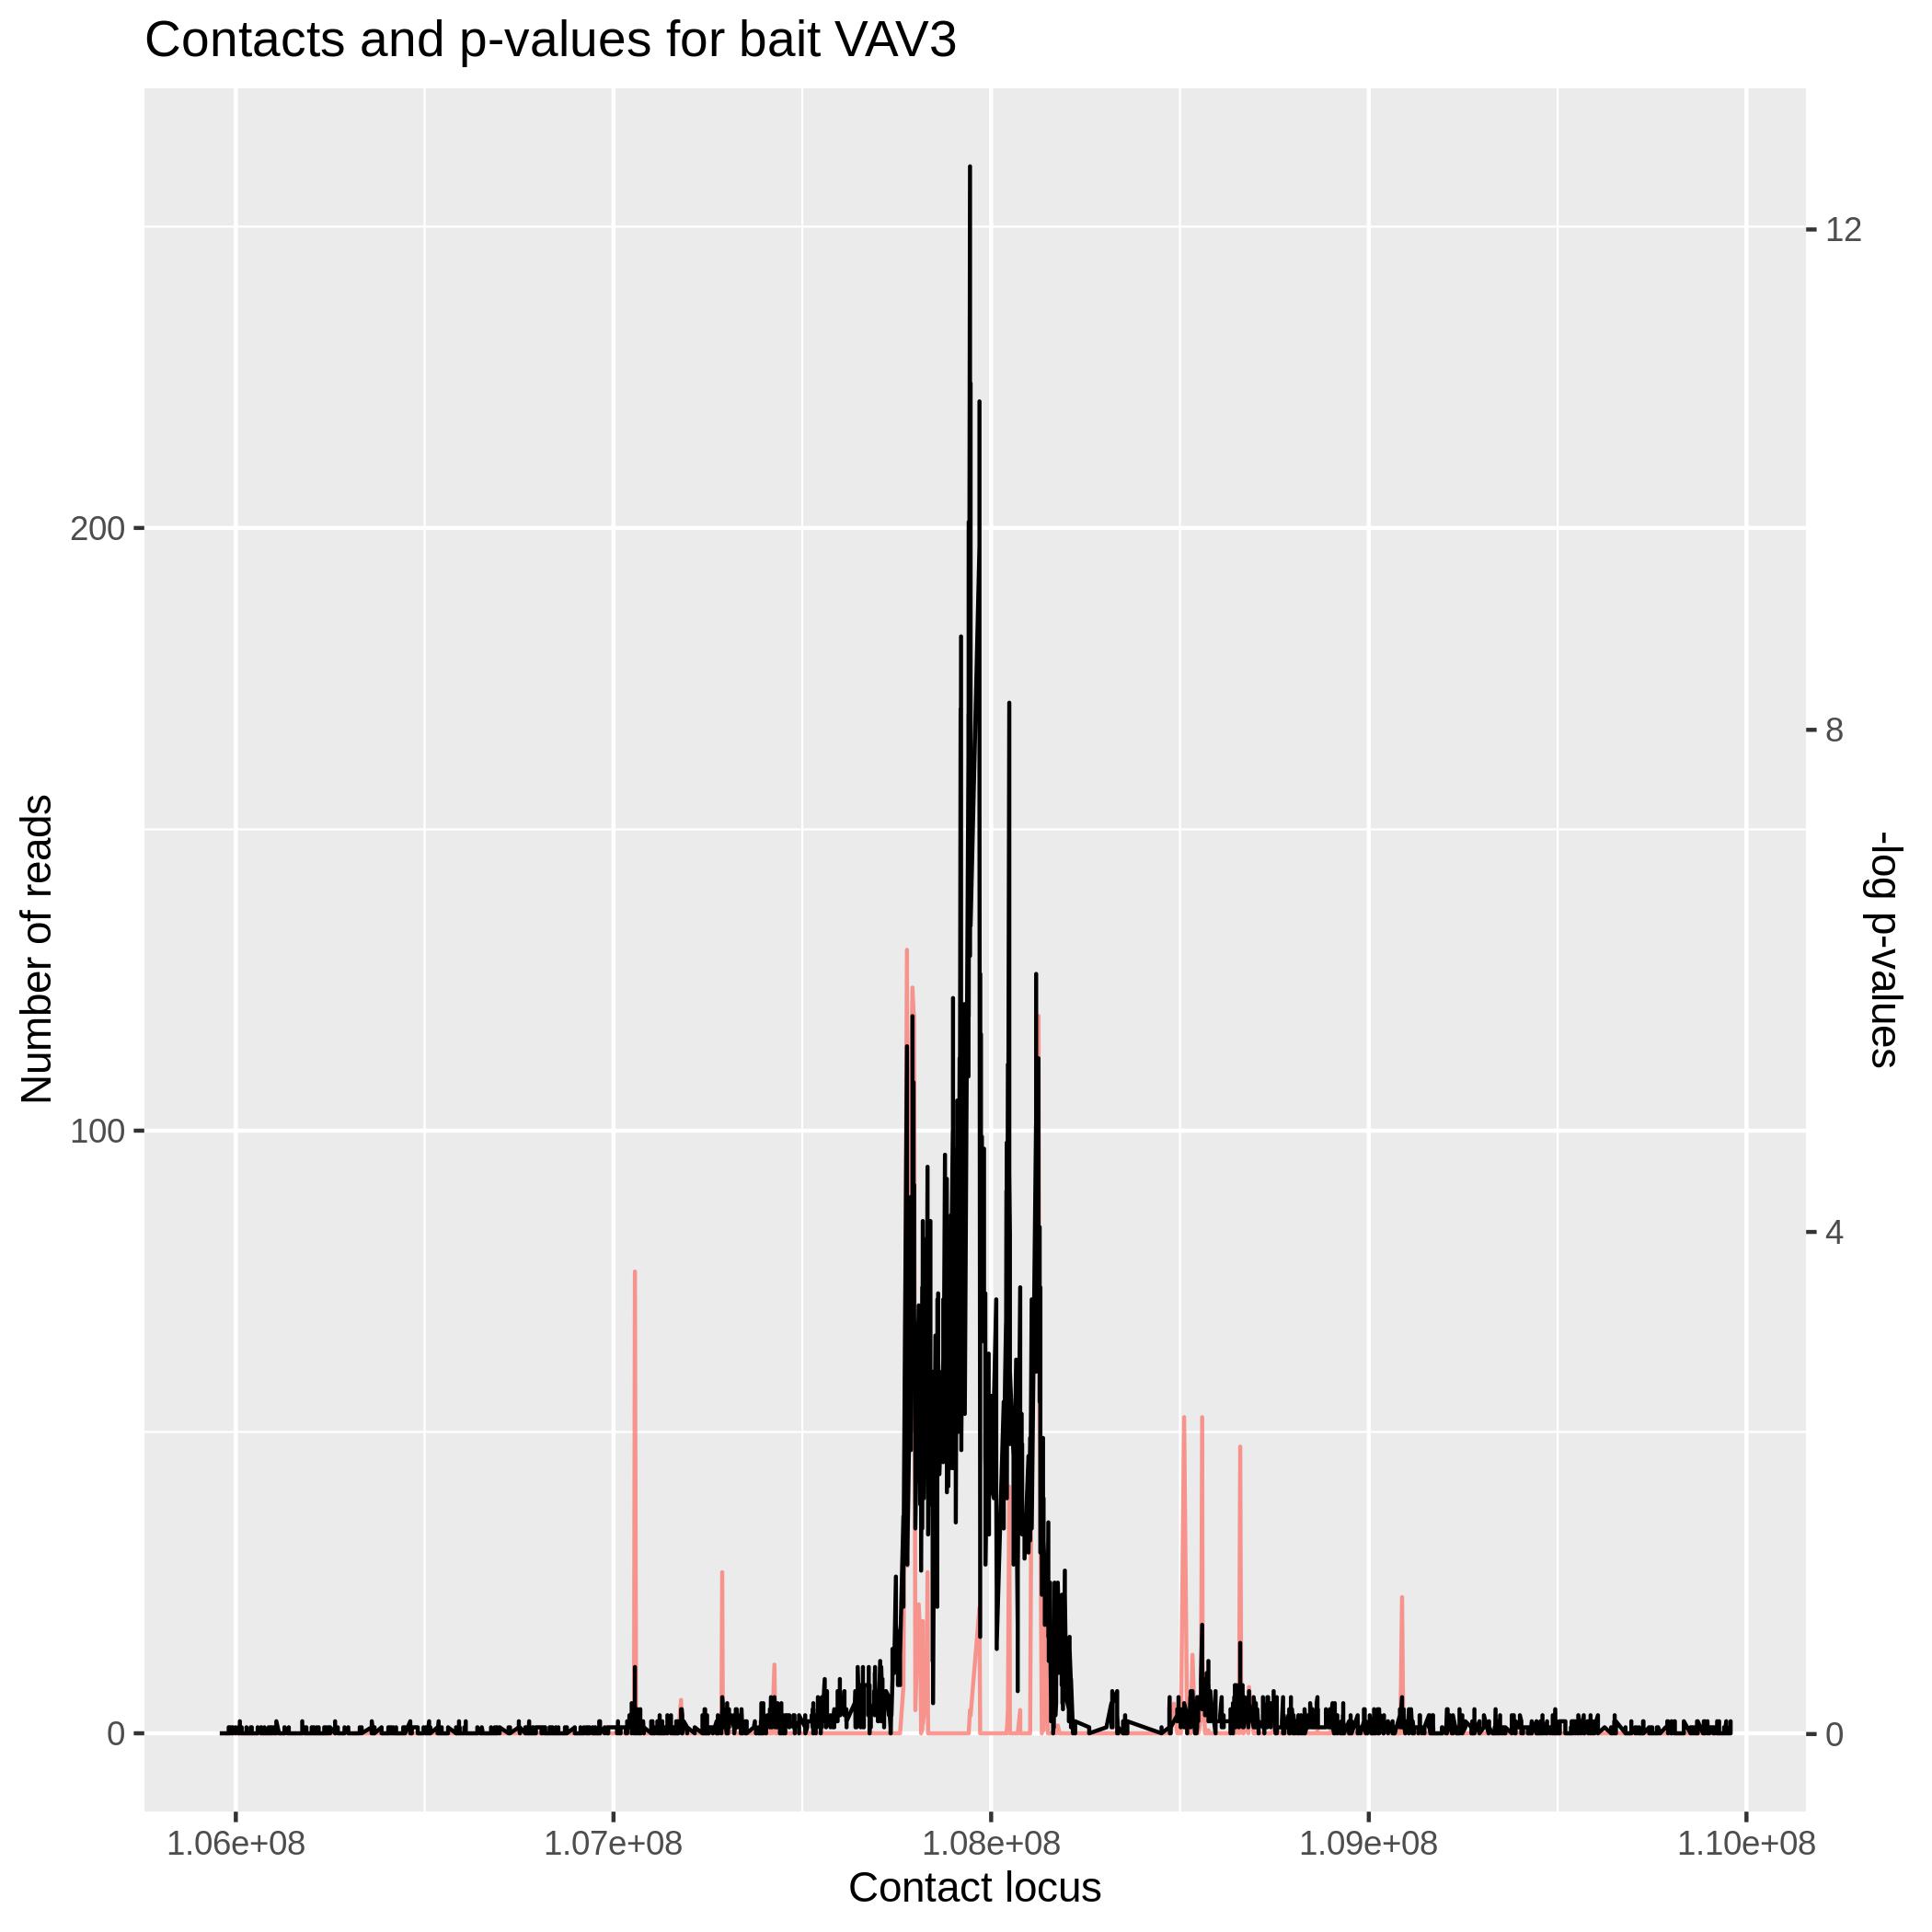 Contacts and p-values for bait VAV3
Number of reads
200
100
0
12
8
4
0
-log p-values
1.06e+08
1.07e+08
1.08e+08
1.09e+08
1.10e+08
Contact locus